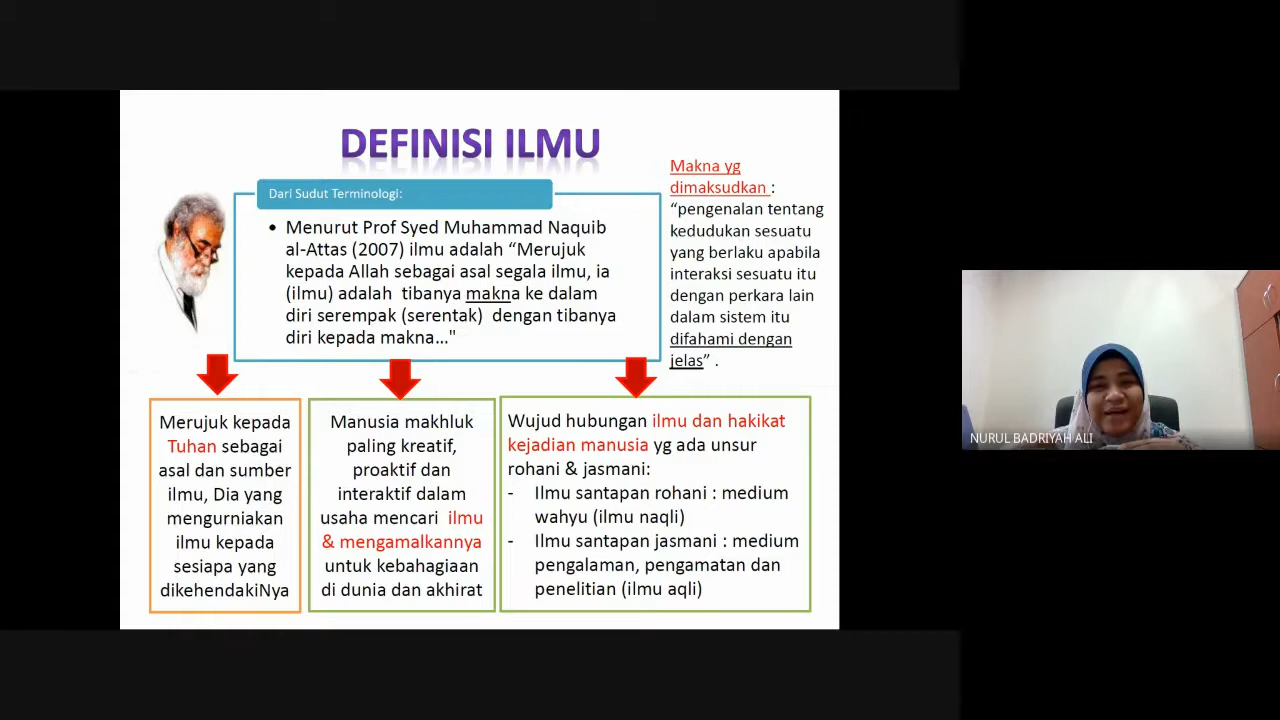 DEFINISI ILMU
Dari Sudut Terminologi:
• Menurut Prof Syed Muhammad Naquib
al-Attas (2007) ilmu adalah “Merujuk
kepada Allah sebagai asal segala ilmu, ia
(ilmu) adalah tibanya makna ke dalam
diri serempak (serentak) dengan tibanya
diri kepada makna…"
Makna yg
dimaksudkan :
“pengenalan tentang
kedudukan sesuatu
yang berlaku apabila
interaksi sesuatu itu
dengan perkara lain
dalam sistem itu
difahami dengan
jelas” .
Merujuk kepada
Tuhan sebagai
asal dan sumber
ilmu, Dia yang
mengurniakan
ilmu kepada
sesiapa yang
dikehendakiNya
Manusia makhluk
paling kreatif,
proaktif dan
interaktif dalam
usaha mencari ilmu
& mengamalkannya
untuk kebahagiaan
di dunia dan akhirat
Wujud hubungan ilmu dan hakikat
kejadian manusia yg ada unsur
rohani & jasmani:
- Ilmu santapan rohani : medium
wahyu (ilmu naqli)
- Ilmu santapan jasmani : medium
pengalaman, pengamatan dan
penelitian (ilmu aqli)
NURUL BADRIYAH ALI